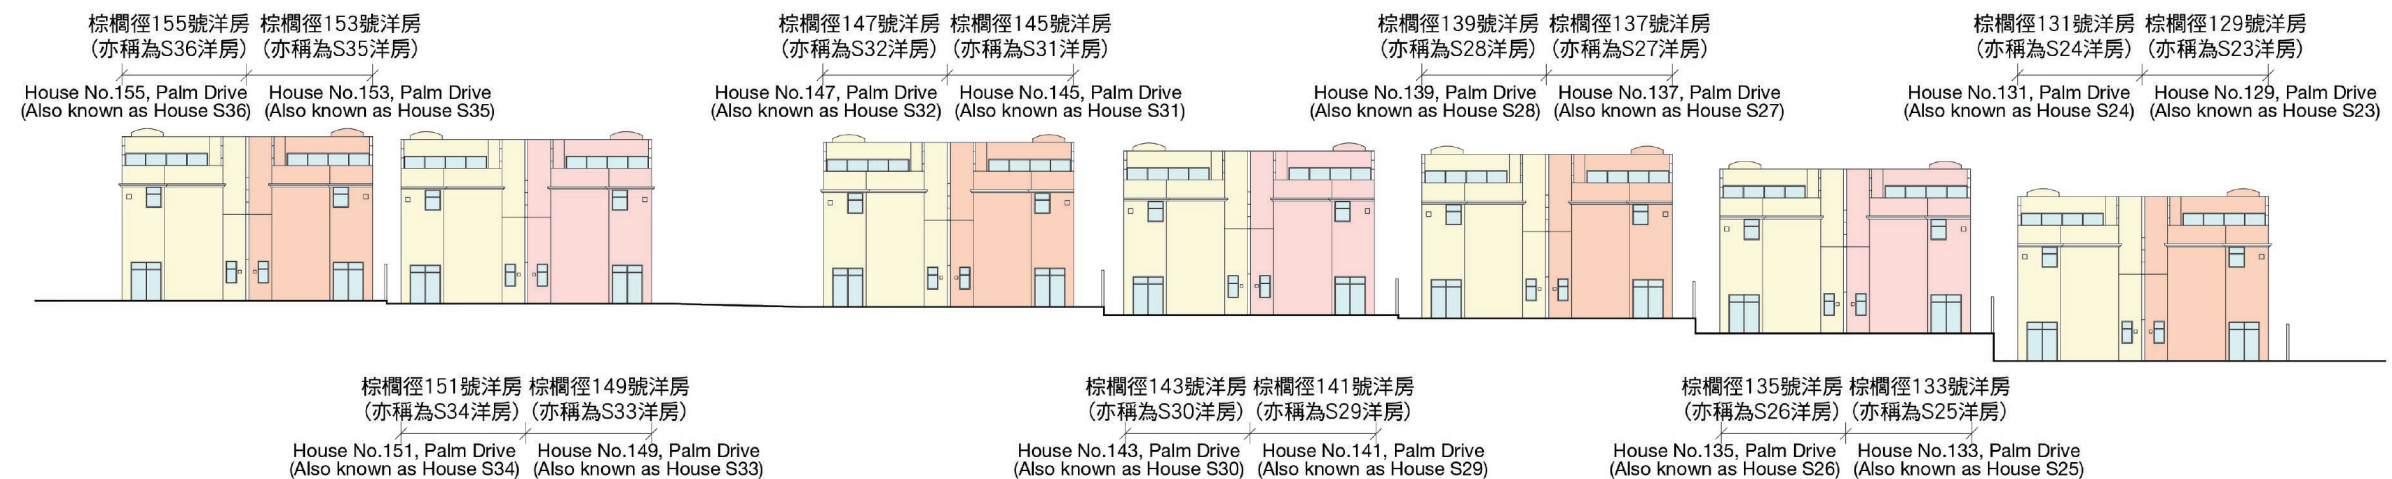 棕櫚徑155號洋房 棕櫚徑153號洋房
(亦稱為S36洋房) (亦稱為S35洋房)
House No.155, Palm Drive House No.153, Palm Drive
(Also known as House S36) (Also known as House S35)
棕櫚徑147號洋房 棕櫚徑145號洋房
(亦稱為S32洋房) (亦稱為S31洋房)
House No.147, Palm Drive House No.145, Palm Drive
(Also known as House S32) (Also known as House S31)
棕櫚徑139號洋房 棕櫚徑137號洋房
(亦稱為S28洋房) (亦稱為S27洋房)
House No.139, Palm Drive House No.137, Palm Drive
(Also known as House S28) (Also known as House S27)
棕櫚徑131號洋房 棕櫚徑129號洋房
(亦稱為S24洋房) (亦稱為S23洋房)
House No.131, Palm Drive House No.129, Palm Drive
(Also known as House S24) (Also known as House S23)
棕櫚徑151號洋房 棕櫚徑149號洋房
(亦稱為S34洋房) (亦稱為S33洋房)
House No.151, Palm Drive House No.149, Palm Drive
(Also known as House S34) (Also known as House S33)
棕櫚徑143號洋房 棕櫚徑141號洋房
(亦稱為S30洋房) (亦稱為S29洋房)
House No.143, Palm Drive House No.141, Palm Drive
(Also known as House S30) (Also known as House S29)
棕櫚徑135號洋房 棕櫚徑133號洋房
(亦稱為S26洋房) (亦稱為S25洋房)
House No.135, Palm Drive House No.133, Palm Drive
(Also known as House S26) (Also known as House S25)